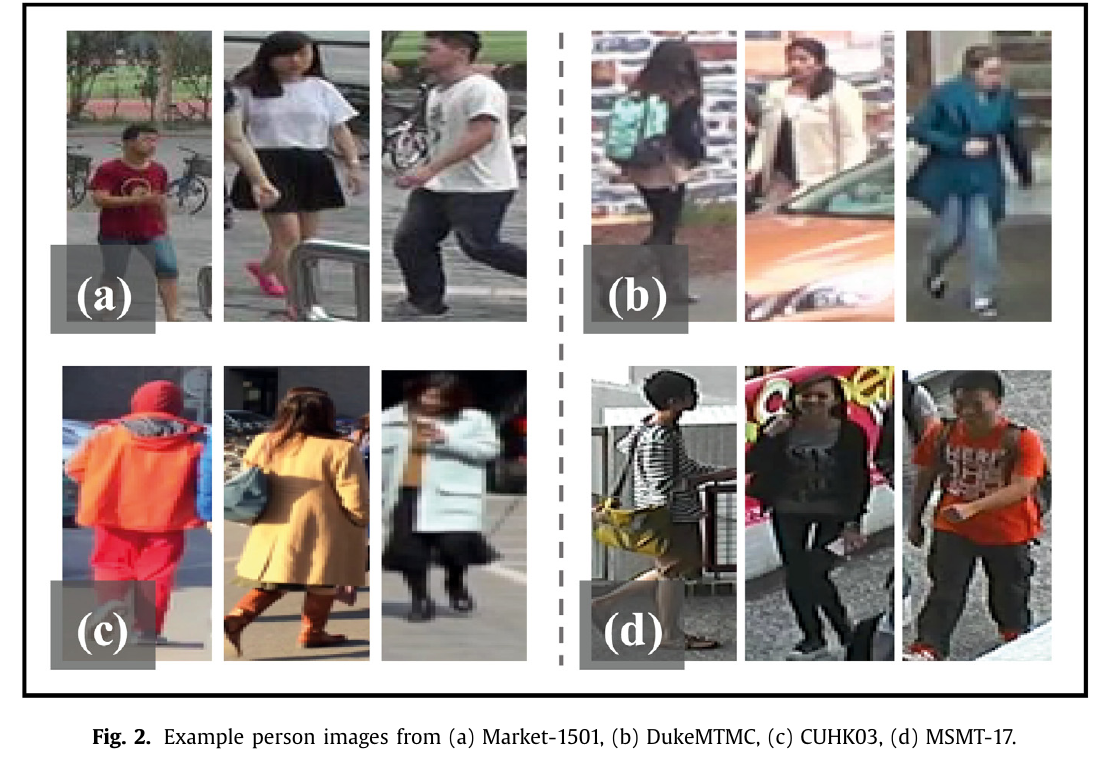 (a)
(b)
(c)
(d)
Fig. 2. Example person images from (a) Market-1501, (b) DukeMTMC, (c) CUHK03, (d) MSMT-17.